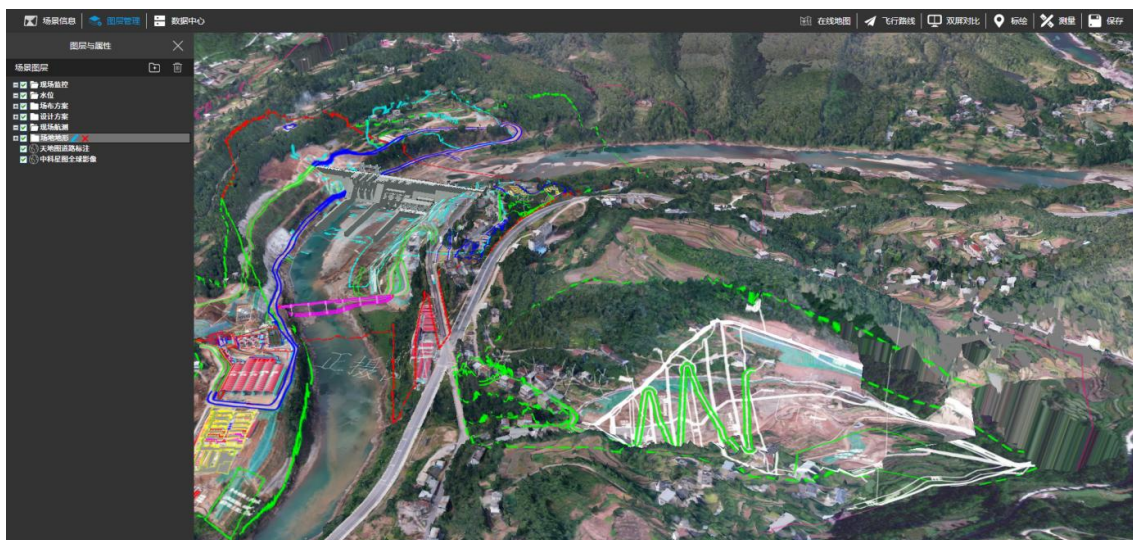 场景信息 图层管理 数据中心 在线地图 飞行路线 双屏对比 标绘 测量 保存
图层与属性
场景图层
现场监控
水位
场布方案
设计方案
现场航测
场地地形
天地图道路标注
中科星图全球影像